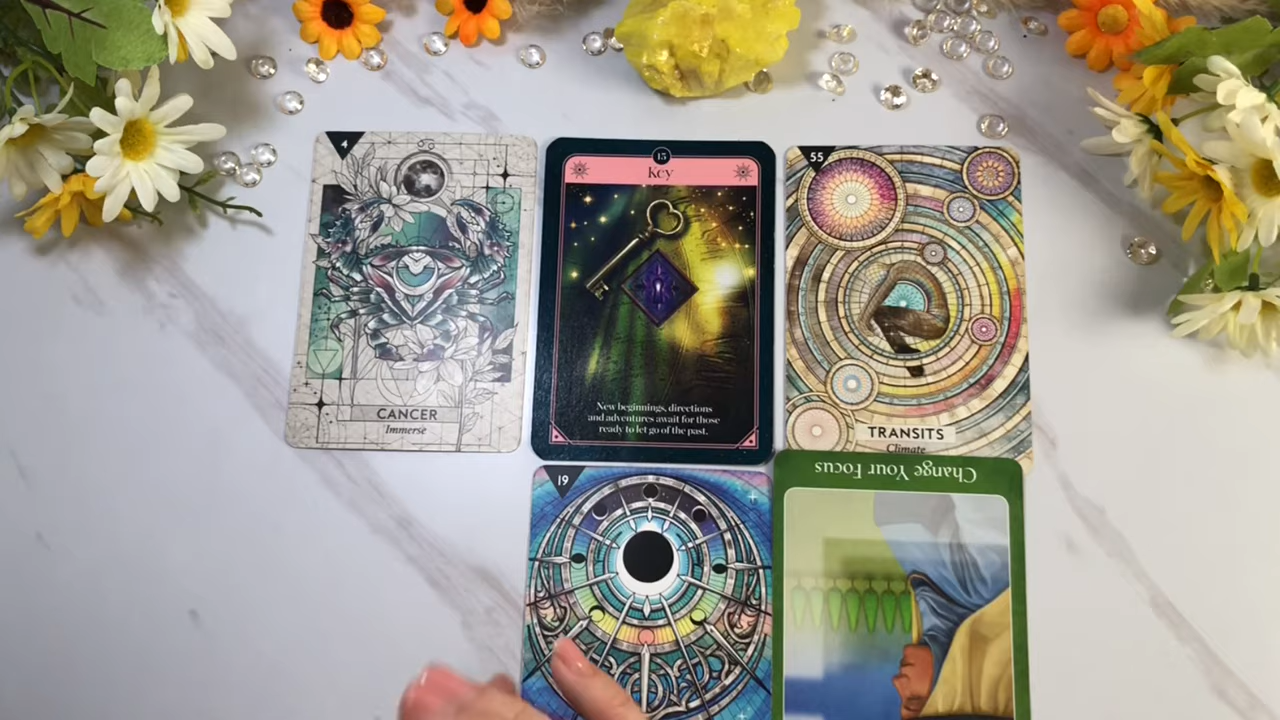 4
CANCER
Immerse
13
Key
New beginnings, directions
and adventures await for those
ready to let go of the past.
55
TRANSITS
Climate
19
Change Your Focus